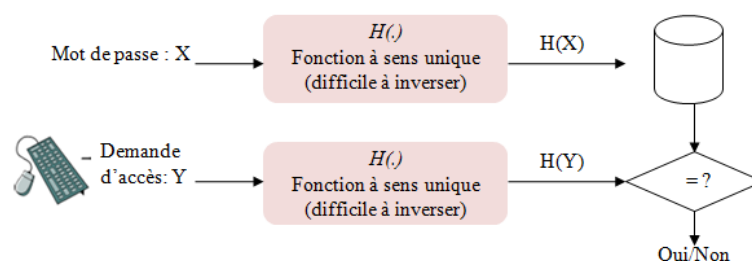 Mot de passe : X
H(.)
Fonction à sens unique
(difficile à inverser)
H(X)
Demande
d'accès: Y
H(.)
Fonction à sens unique
(difficile à inverser)
H(Y)
= ?
Oui/Non